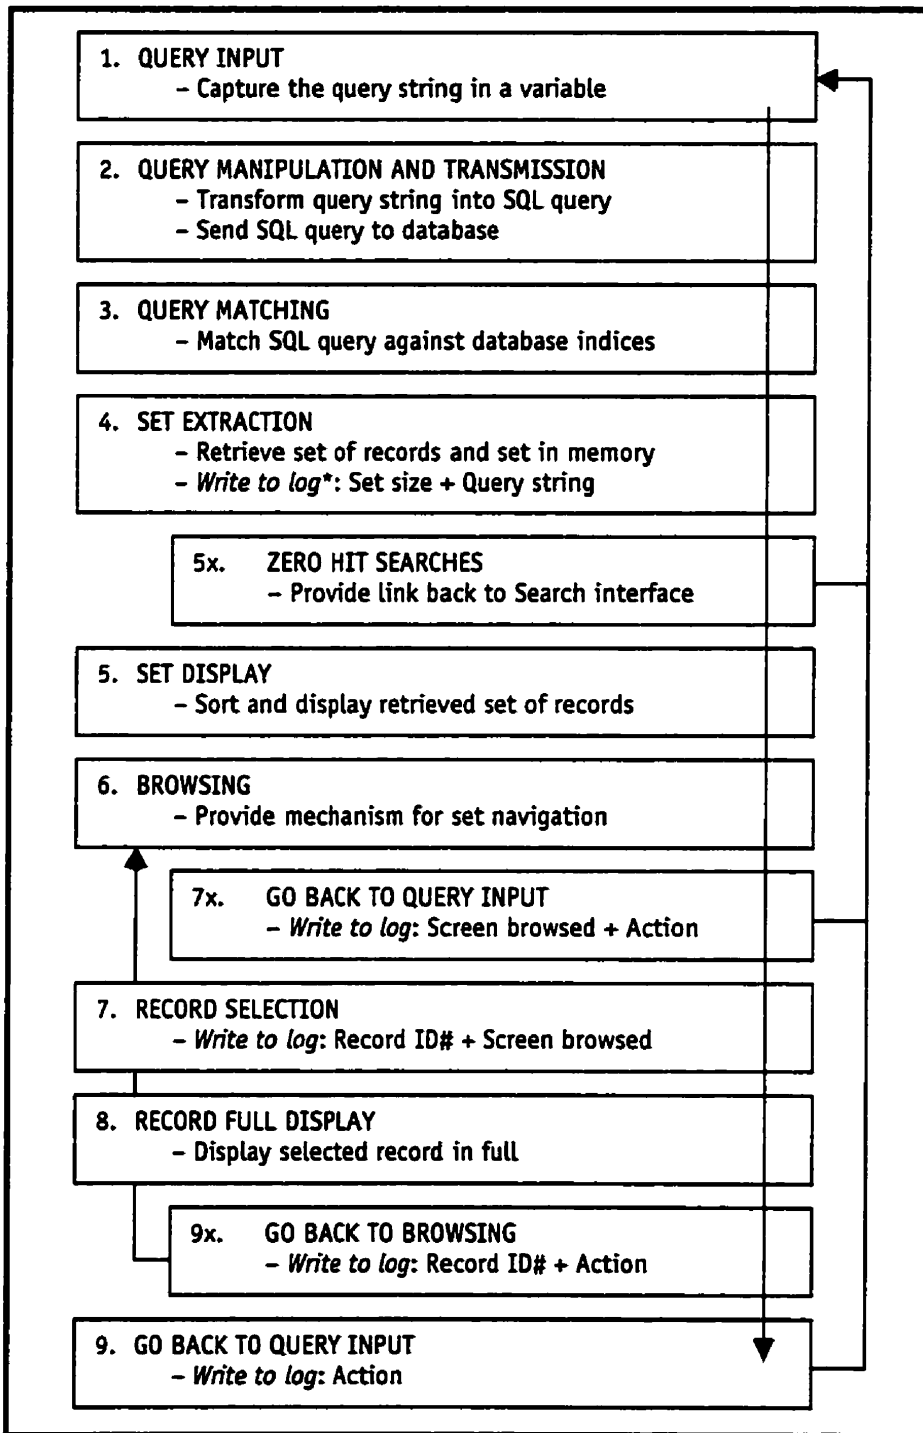 1. QUERY INPUT
– Capture the query string in a variable
2. QUERY MANIPULATION AND TRANSMISSION
– Transform query string into SQL query
– Send SQL query to database
3. QUERY MATCHING
– Match SQL query against database indices
4. SET EXTRACTION
– Retrieve set of records and set in memory
– Write to log*: Set size + Query string
5x. ZERO HIT SEARCHES
– Provide link back to Search interface
5. SET DISPLAY
– Sort and display retrieved set of records
6. BROWSING
– Provide mechanism for set navigation
7x. GO BACK TO QUERY INPUT
– Write to log: Screen browsed + Action
7. RECORD SELECTION
– Write to log: Record ID# + Screen browsed
8. RECORD FULL DISPLAY
– Display selected record in full
9x. GO BACK TO BROWSING
– Write to log: Record ID# + Action
9. GO BACK TO QUERY INPUT
– Write to log: Action